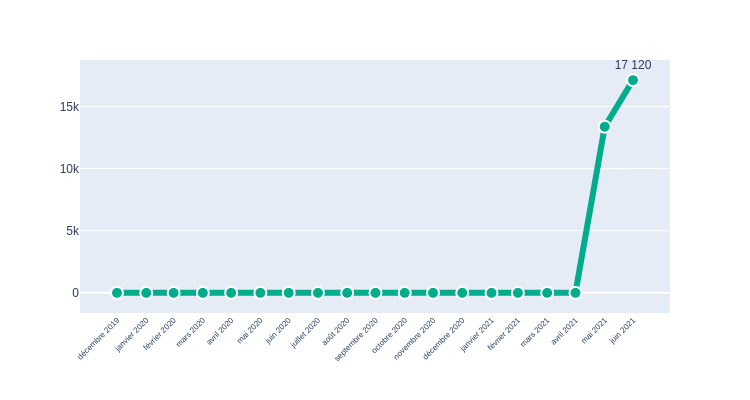 17 120
15k
10k
5k
0
décembre 2019
janvier 2020
février 2020
mars 2020
avril 2020
mai 2020
juin 2020
juillet 2020
août 2020
septembre 2020
octobre 2020
novembre 2020
décembre 2020
janvier 2021
février 2021
mars 2021
avril 2021
mai 2021
juin 2021